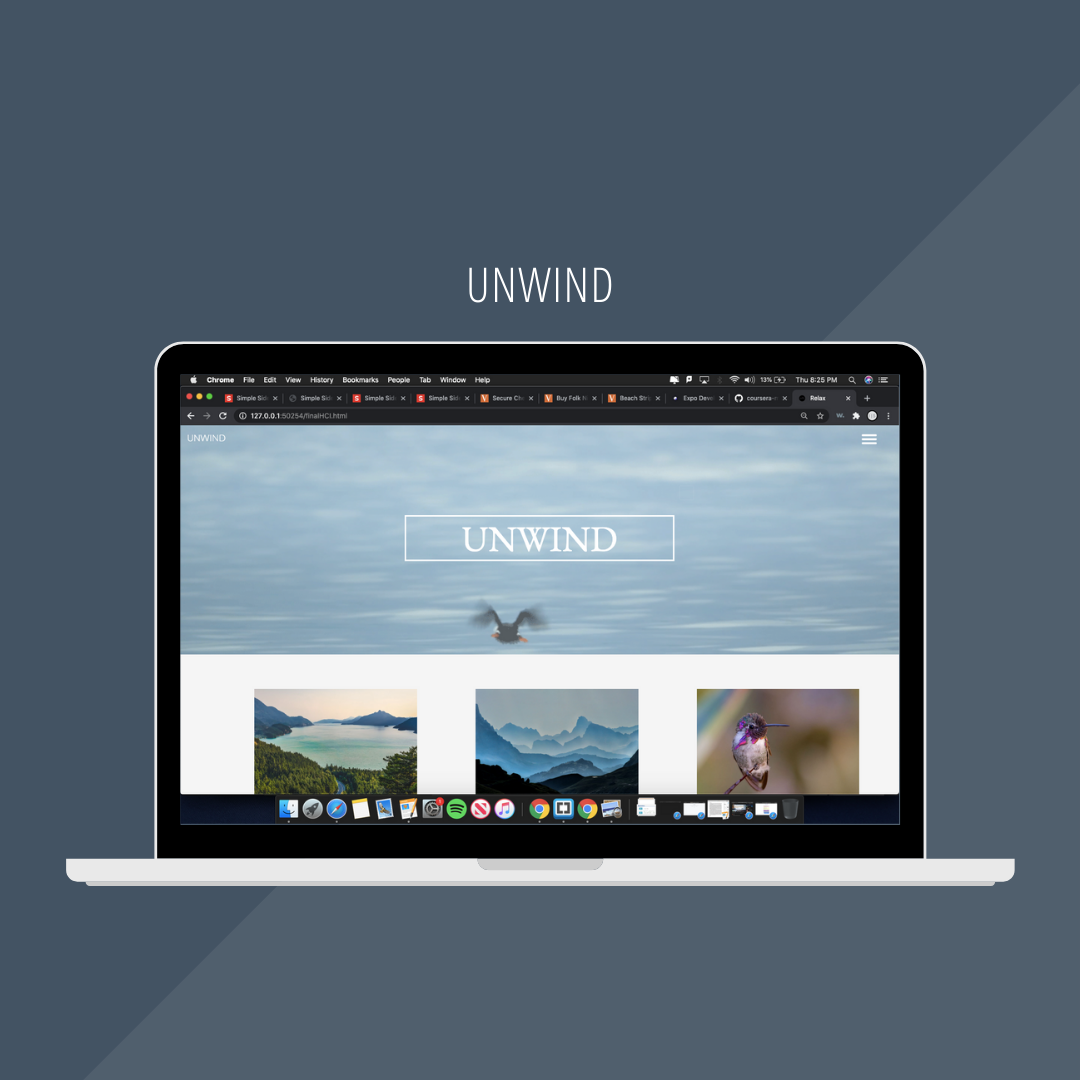 UNWIND
Chrome File Edit View History Bookmarks People Tab Window Help 13% Thu 8:25 PM
Simple Sid Simple Sid Simple Sid Simple Sid Secure Ch Buy Folk Beach Str Expo Deve coursera- Relax
127.0.0.1:50254/finalHCI.html
UNWIND
UNWIND